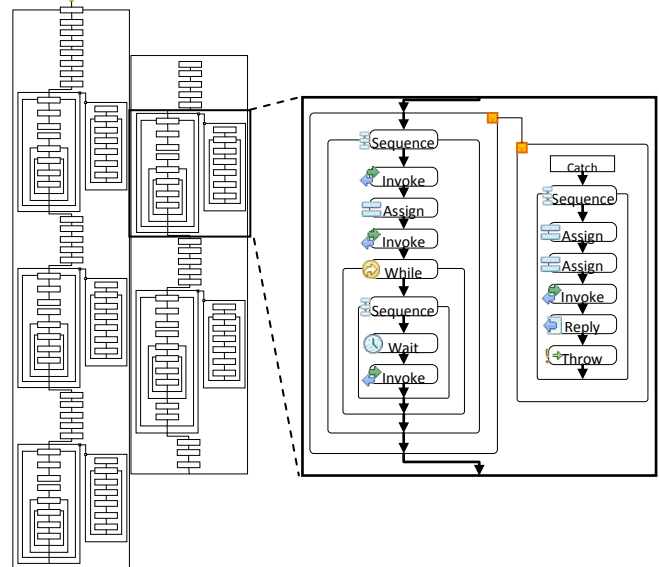 Sequence
Invoke
Assign
Invoke
While
Sequence
Wait
Invoke
Catch
Sequence
Assign
Assign
Invoke
Reply
Throw